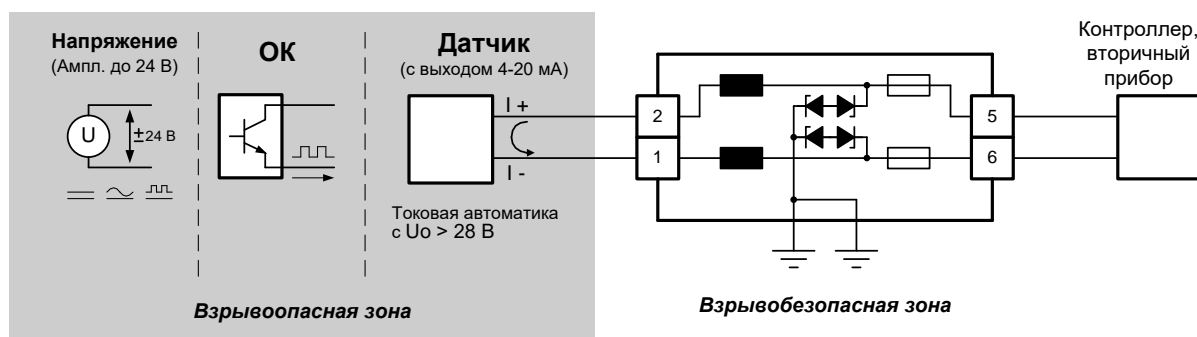 Напряжение
(Ампл. до 24 В)
U
±24 В
ОК
Датчик
(с выходом 4-20 мА)
I +
I -
Токовая автоматика
с Uo > 28 В
Взрывоопасная зона
2
1
5
6
Контроллер,
вторичный
прибор
Взрывобезопасная зона